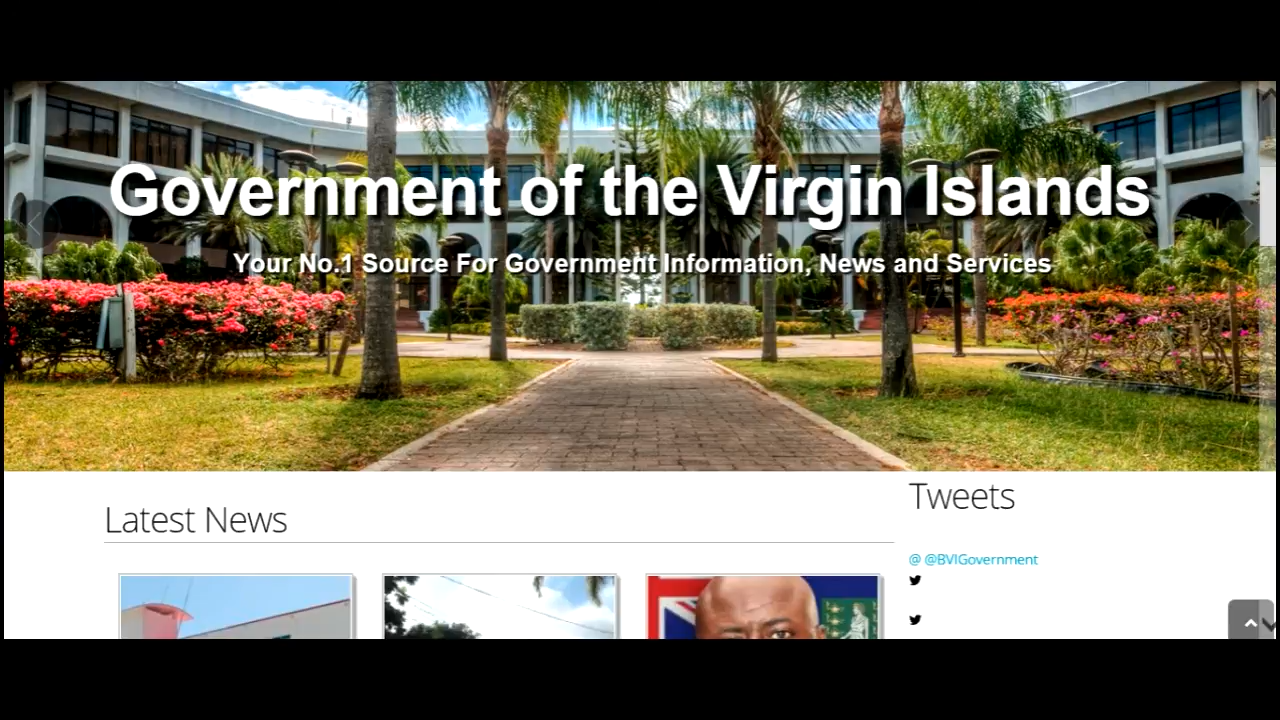 Government of the Virgin Islands
Your No.1 Source For Government Information, News and Services
Latest News
Tweets
@ @BVIGovernment